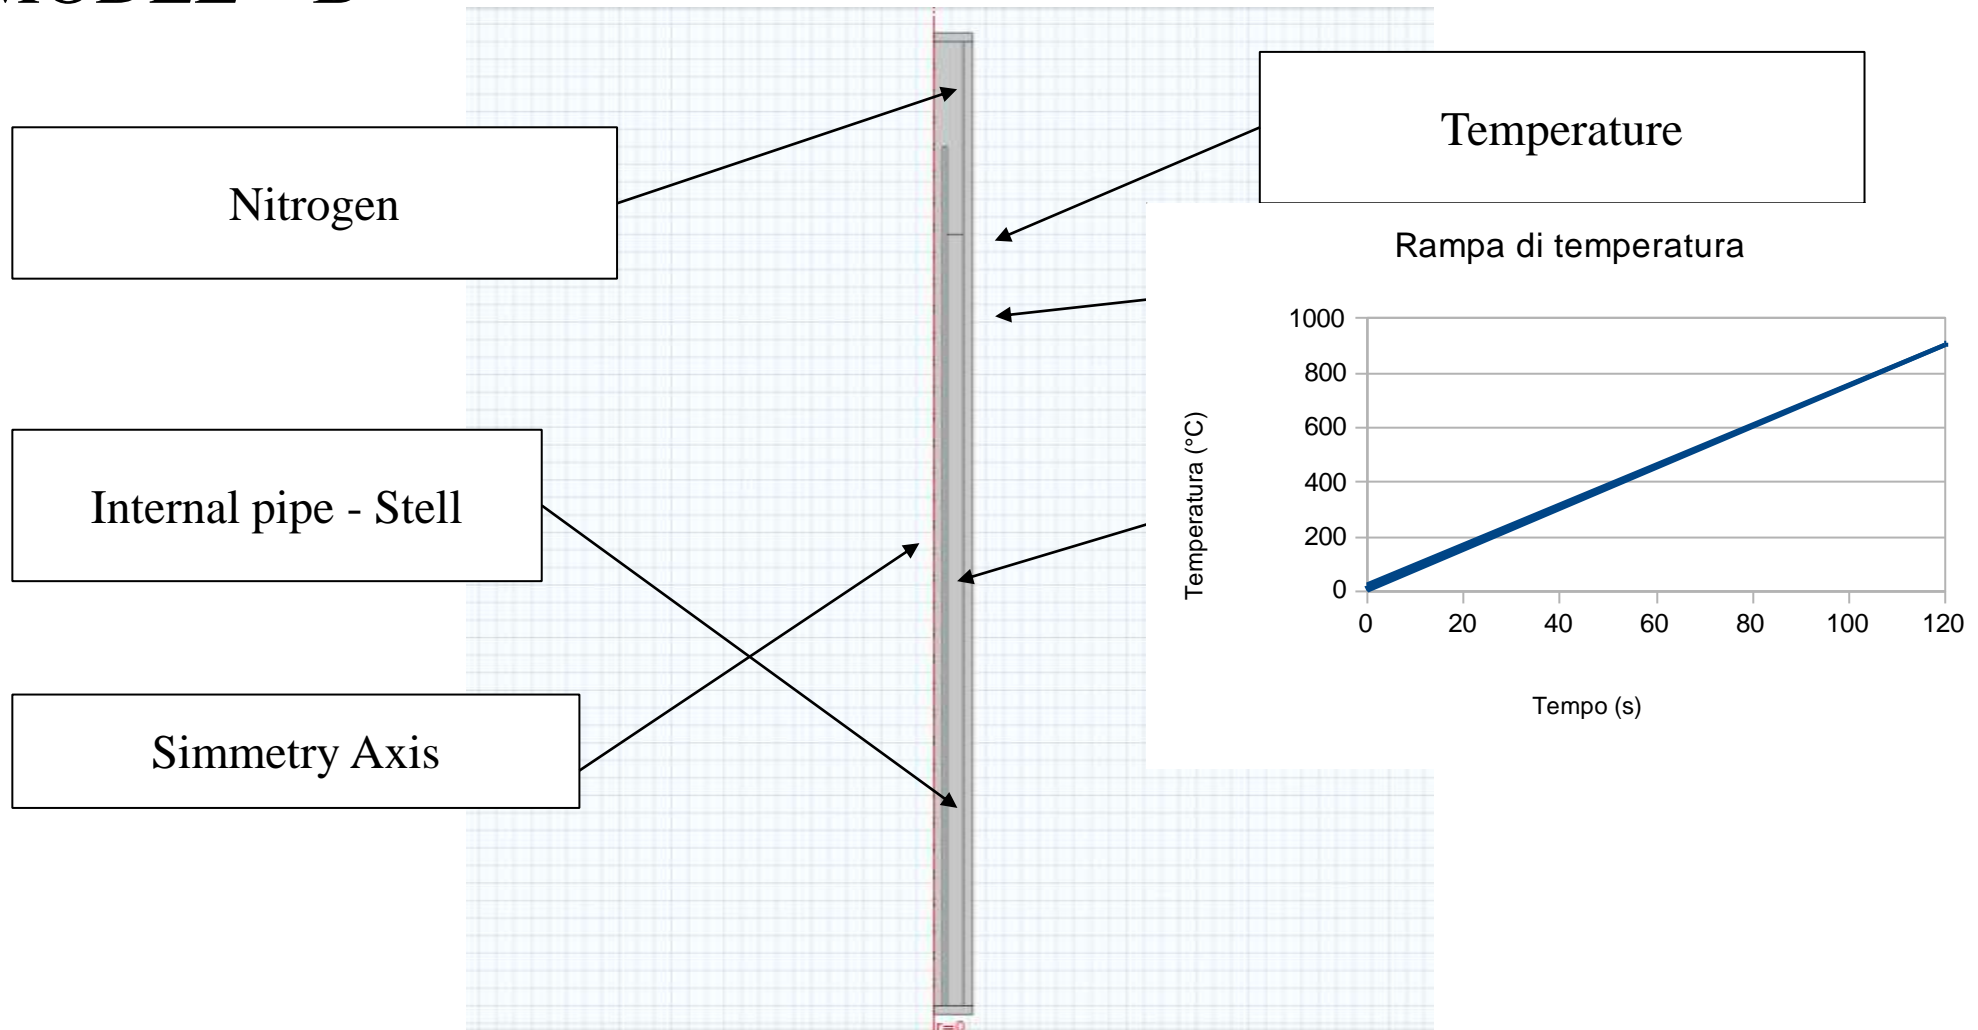 Temperature
Nitrogen
Rampa di temperatura
1000
800
600
400
200
0
Temperatura (°C)
0 20 40 60 80 100 120
Tempo (s)
Internal pipe - Stell
Simmetry Axis
r=0